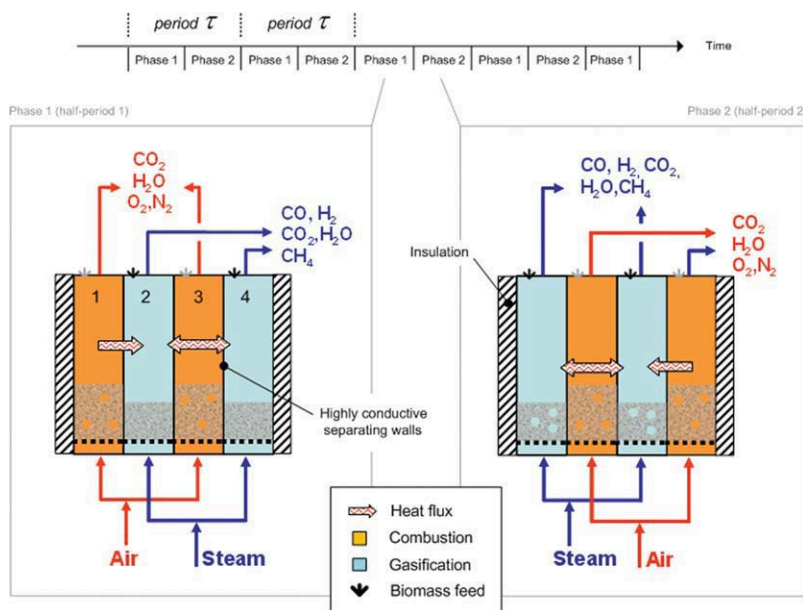 period τ
period τ
Time
Phase 1
Phase 2
Phase 1
Phase 2
Phase 1
Phase 2
Phase 1
Phase 2
Phase 1
Phase 1 (half-period 1)
Phase 2 (half-period 2
CO₂
H₂O
O₂,N₂
CO, H₂
CO₂,H₂O
CH₄
1
2
3
4
Highly conductive
separating walls
Air
Steam
CO, H₂, CO₂,
H₂O,CH₄
CO₂
H₂O
O₂,N₂
Insulation
Steam
Air
Heat flux
Combustion
Gasification
Biomass feed